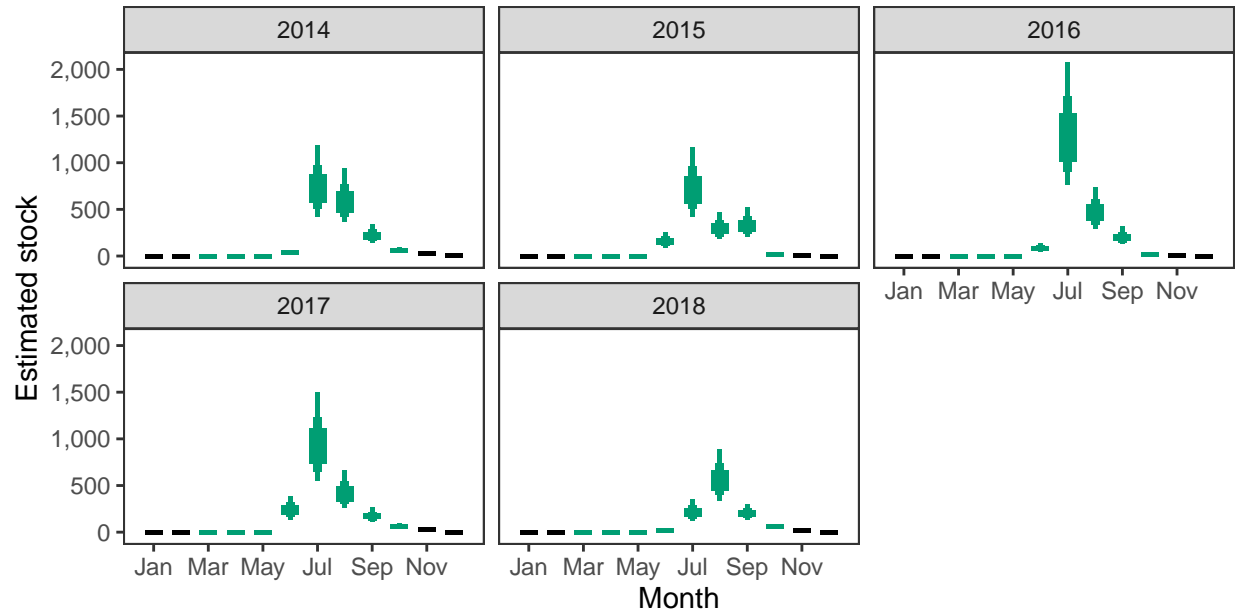 2014 2015 2016
2,000
1,500
1,000
500
0
Jan Mar May Jul Sep Nov
2017 2018
2,000
1,500
1,000
500
0
Jan Mar May Jul Sep Nov Jan Mar May Jul Sep Nov
Estimated stock
Month